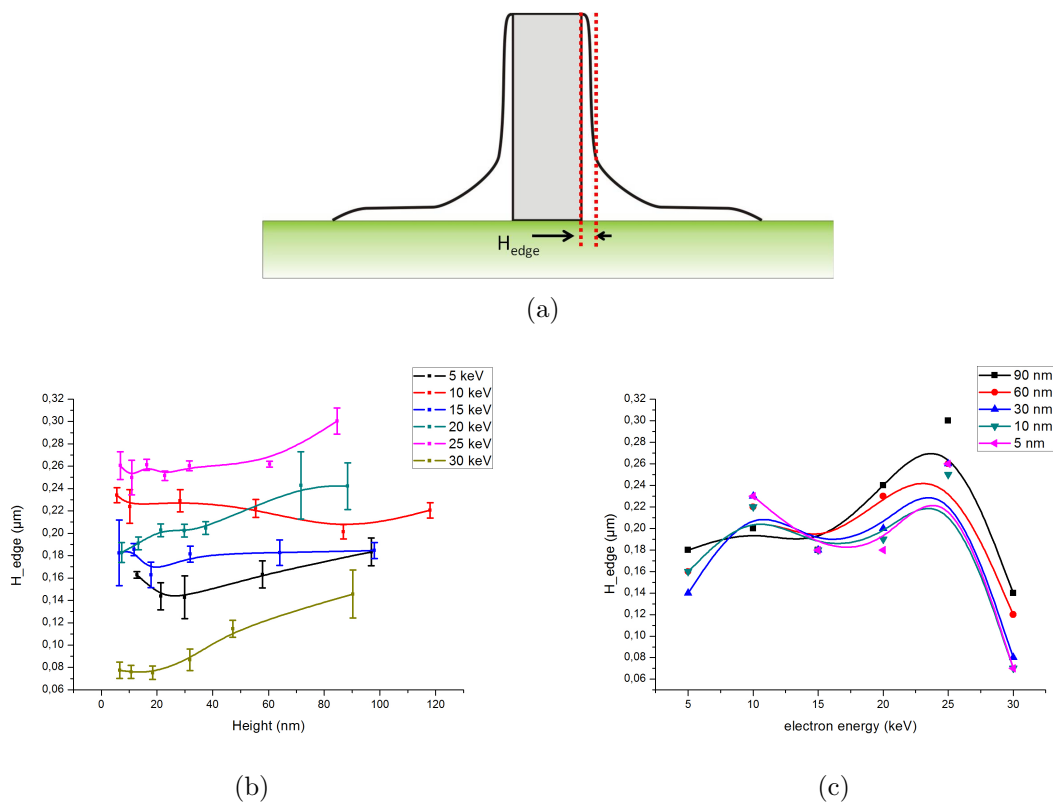 H_edge
(a)
5 keV
10 keV
15 keV
20 keV
25 keV
30 keV
0,32
0,30
0,28
0,26
0,24
0,22
0,20
0,18
0,16
0,14
0,12
0,10
0,08
0,06
H_edge (µm)
0 20 40 60 80 100 120
Height (nm)
(b)
90 nm
60 nm
30 nm
10 nm
5 nm
0,32
0,30
0,28
0,26
0,24
0,22
0,20
0,18
0,16
0,14
0,12
0,10
0,08
0,06
H_edge (µm)
5 10 15 20 25 30
electron energy (keV)
(c)